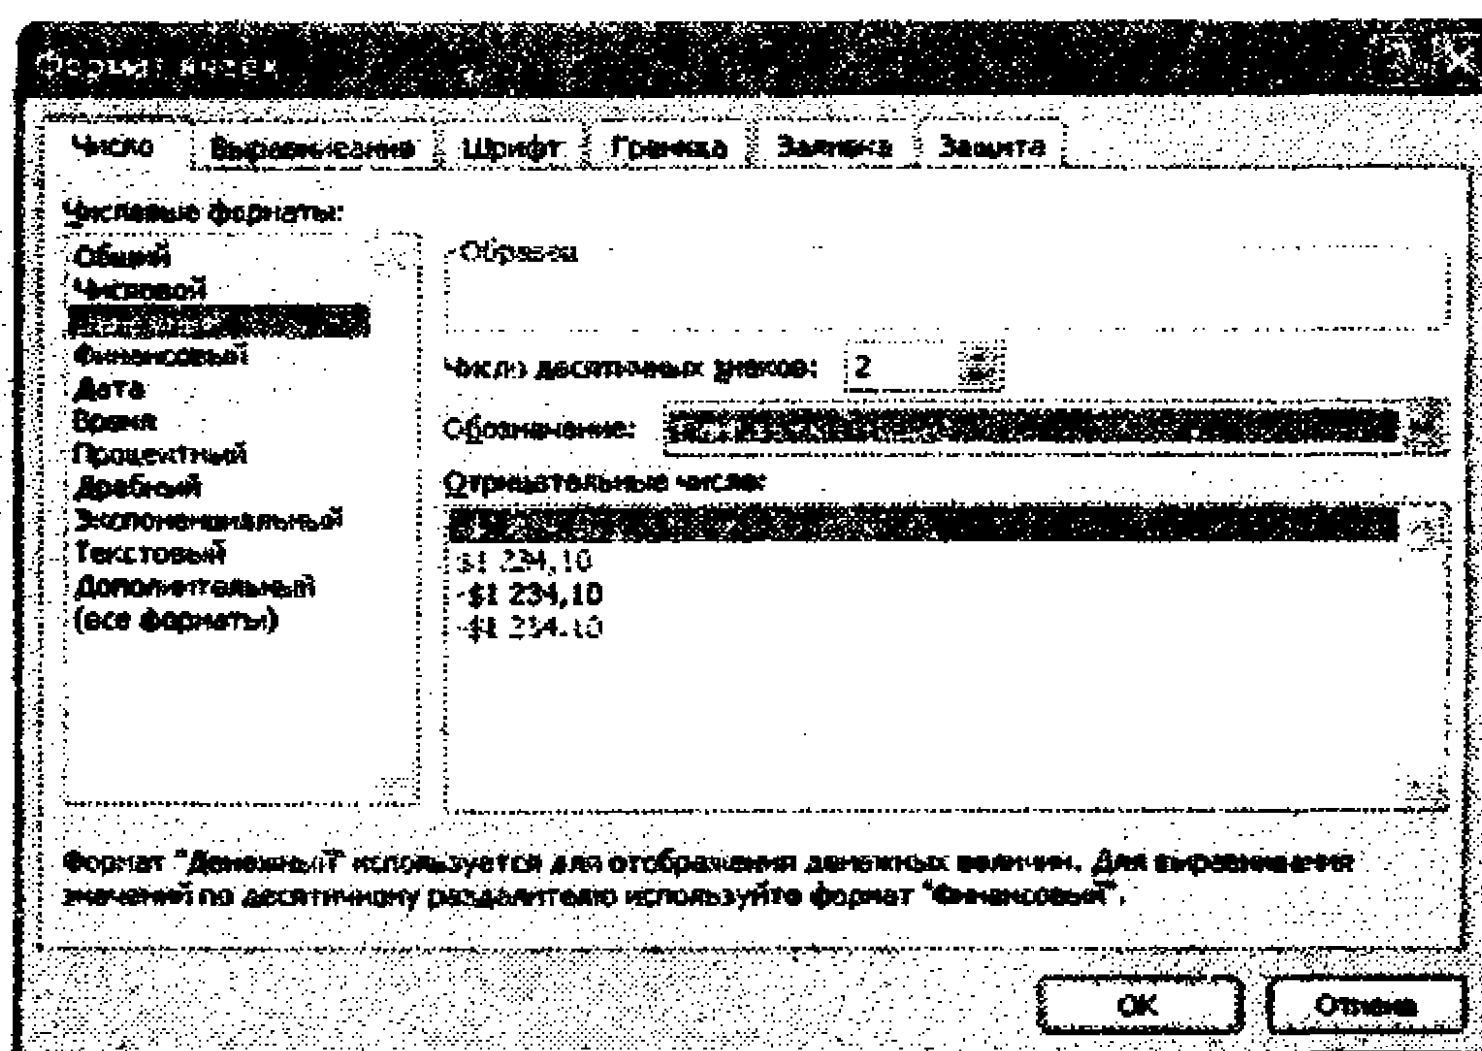 Формат ячеек
Число Выравнивание Шрифт Граница Заливка Защита
Числовые форматы:
Общий
Числовой
Финансовый
Дата
Время
Процентный
Дробный
Экспоненциальный
Текстовый
Дополнительный
(все форматы)
Образец
Число десятичных знаков: 2
Обозначение:
Отрицательные числа:
$1 234,10
-$1 234,10
-$1 234,10
Формат "Денежный" используется для отображения денежных величин. Для выравнивания
значений по десятичному разделителю используйте формат "Финансовый".
OK Отмена